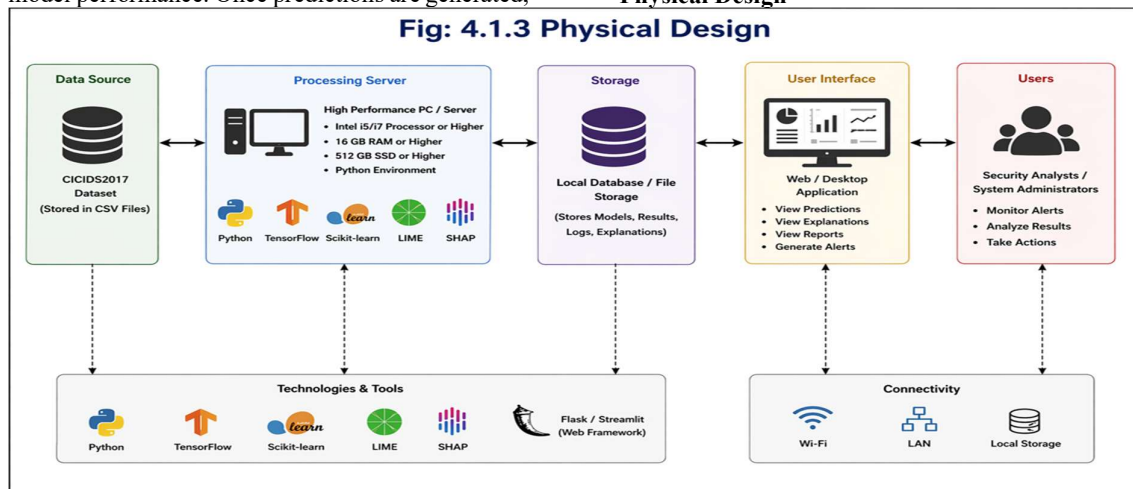 model performance. Once predictions are generated,
Physical Design
Fig: 4.1.3 Physical Design
Data Source
CICIDS2017
Dataset
(Stored in CSV Files)
Processing Server
High Performance PC / Server
• Intel i5/i7 Processor or Higher
• 16 GB RAM or Higher
• 512 GB SSD or Higher
• Python Environment
learn
Python
TensorFlow
Scikit-learn
LIME
SHAP
Storage
Local Database / File
Storage
(Stores Models, Results,
Logs, Explanations)
User Interface
Web / Desktop
Application
• View Predictions
• View Explanations
• View Reports
• Generate Alerts
Users
Security Analysts /
System Administrators
• Monitor Alerts
• Analyze Results
• Take Actions
Technologies & Tools
learn
Python
TensorFlow
Scikit-learn
LIME
SHAP
Flask / Streamlit
(Web Framework)
Connectivity
Wi-Fi
LAN
Local Storage